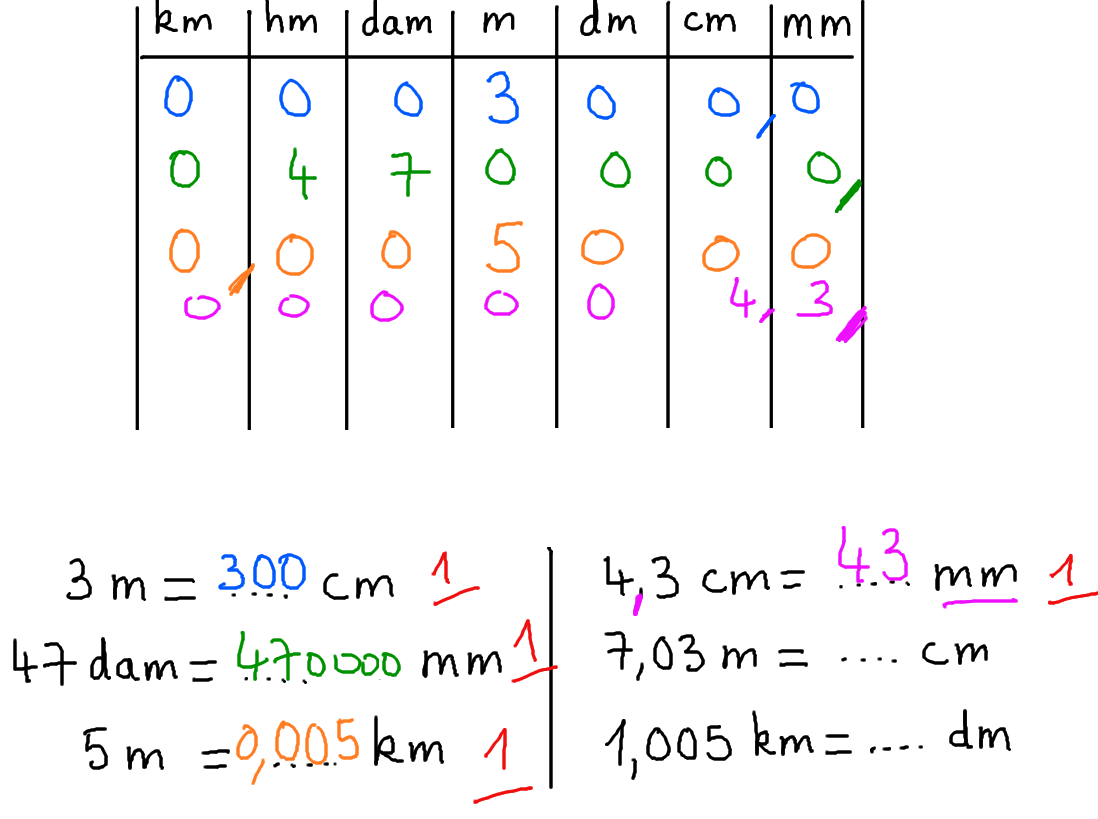 km hm dam m dm cm mm
0 0 0 3 0 0, 0
0 4 7 0 0 0 0,
0, 0 0 5 0 0 0
0 0 0 0 0 4, 3,
3 m = 300 cm 1
47 dam = 470000 mm 1
5 m = 0,005 km 1
4,3 cm = 43 mm 1
7,03 m = .... cm
1,005 km = .... dm